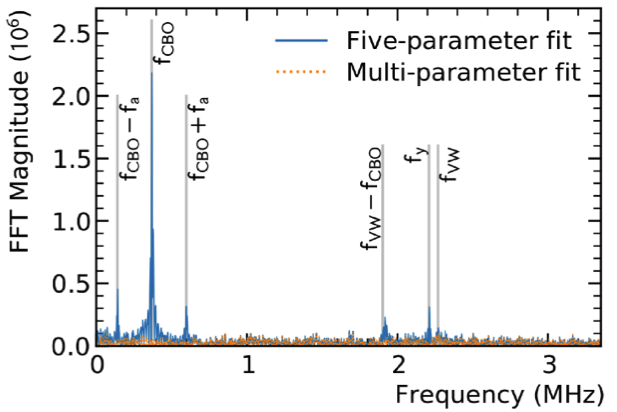 FFT Magnitude (10⁶)
2.5
2.0
1.5
1.0
0.5
0.0
f_CBO − f_a
f_CBO
f_CBO + f_a
f_VW − f_CBO
f_y
f_VW
Five-parameter fit
Multi-parameter fit
0
1
2
3
Frequency (MHz)